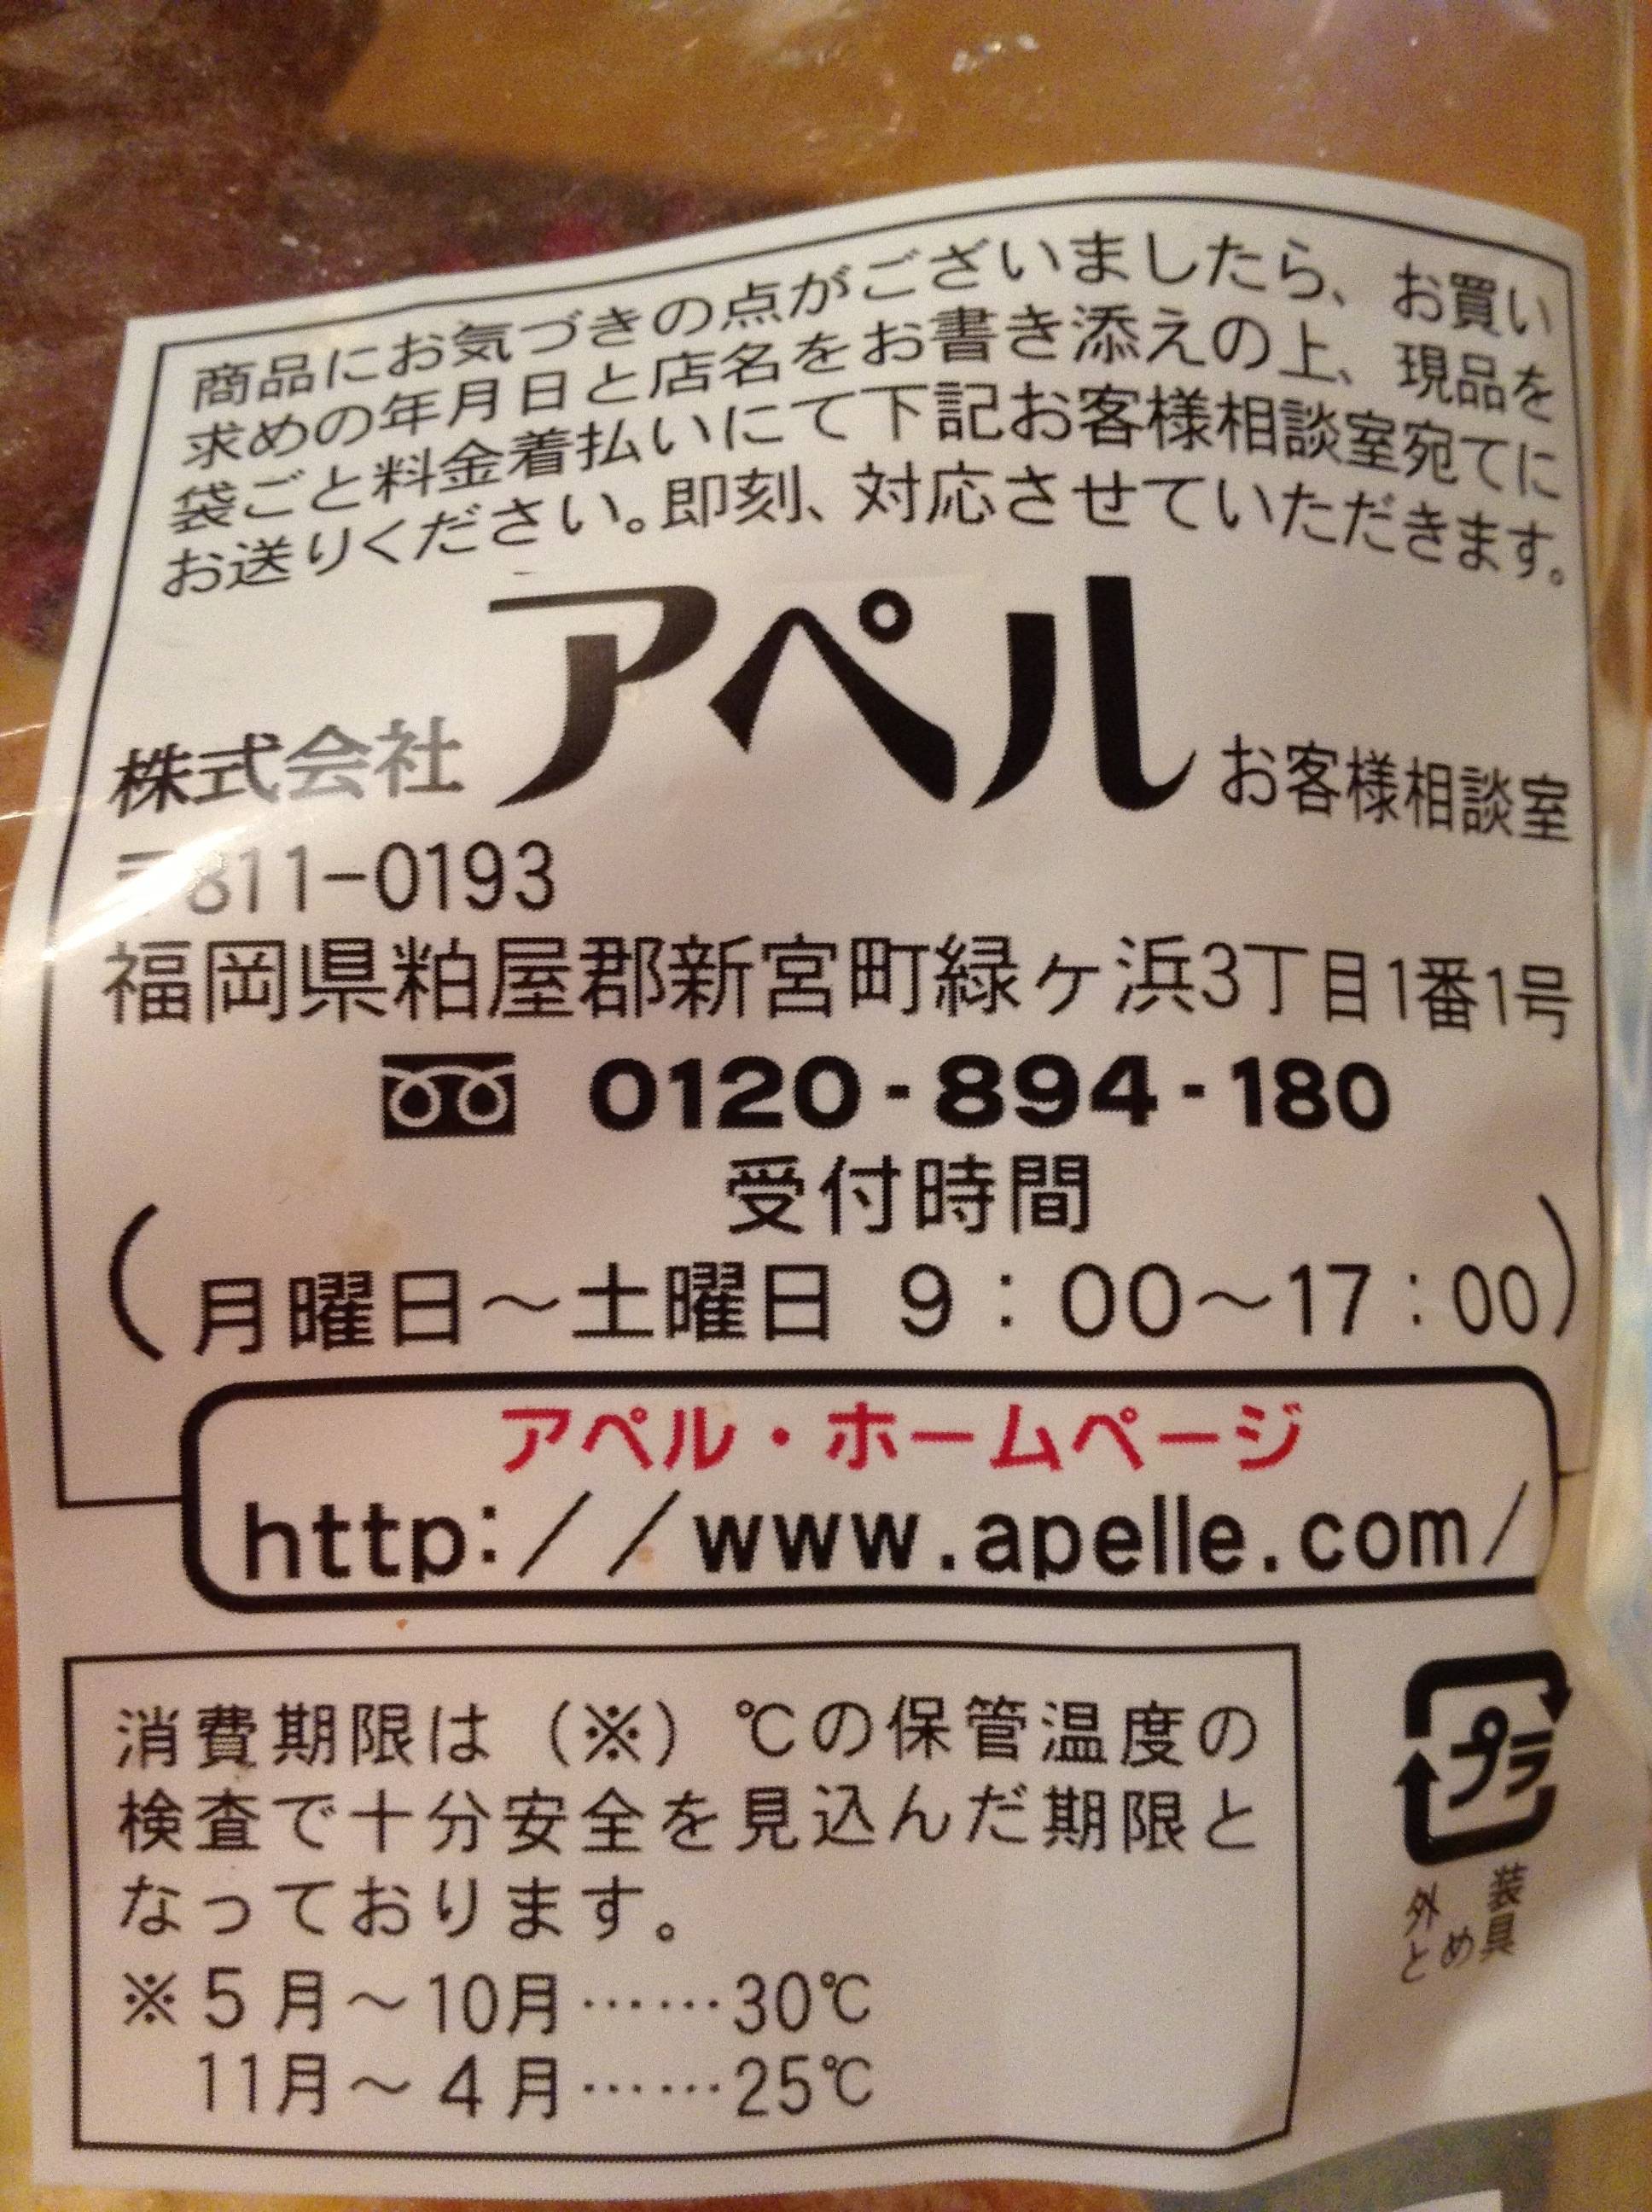 商品にお気づきの点がございましたら、お買い
求めの年月日と店名をお書き添えの上、現品を
袋ごと料金着払いにて下記お客様相談室宛てに
お送りください。即刻、対応させていただきます。
株式会社 アペル お客様相談室
〒811-0193
福岡県粕屋郡新宮町緑ヶ浜3丁目1番1号
0120-894-180
受付時間
(月曜日～土曜日 9：00～17：00)
アペル・ホームページ
http://www.apelle.com/
消費期限は（※）℃の保管温度の
検査で十分安全を見込んだ期限と
なっております。
※5月～10月……30℃
11月～4月……25℃
プラ
外装
とめ具